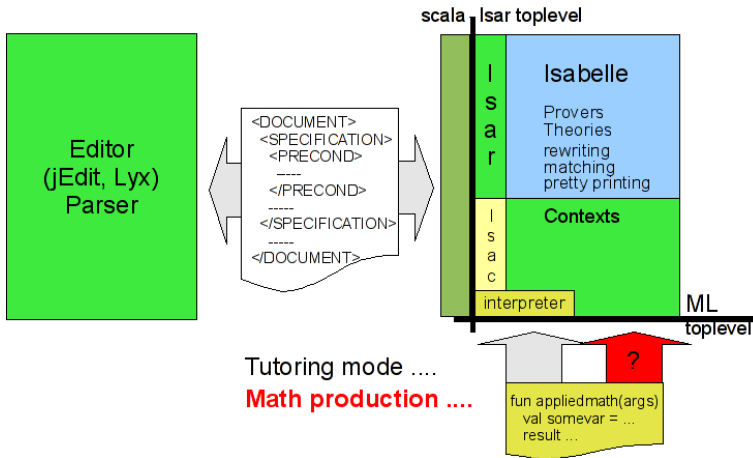 scala Isar toplevel
Editor
(jEdit, Lyx)
Parser
<DOCUMENT>
<SPECIFICATION>
<PRECOND>
-----
</PRECOND>
-----
</SPECIFICATION>
-----
</DOCUMENT>
I
s
a
r
Isabelle
Provers
Theories
rewriting
matching
pretty printing
I
s
a
c
Contexts
interpreter
ML
toplevel
Tutoring mode ....
Math production ....
?
fun appliedmath(args)
val somevar = ...
result ...